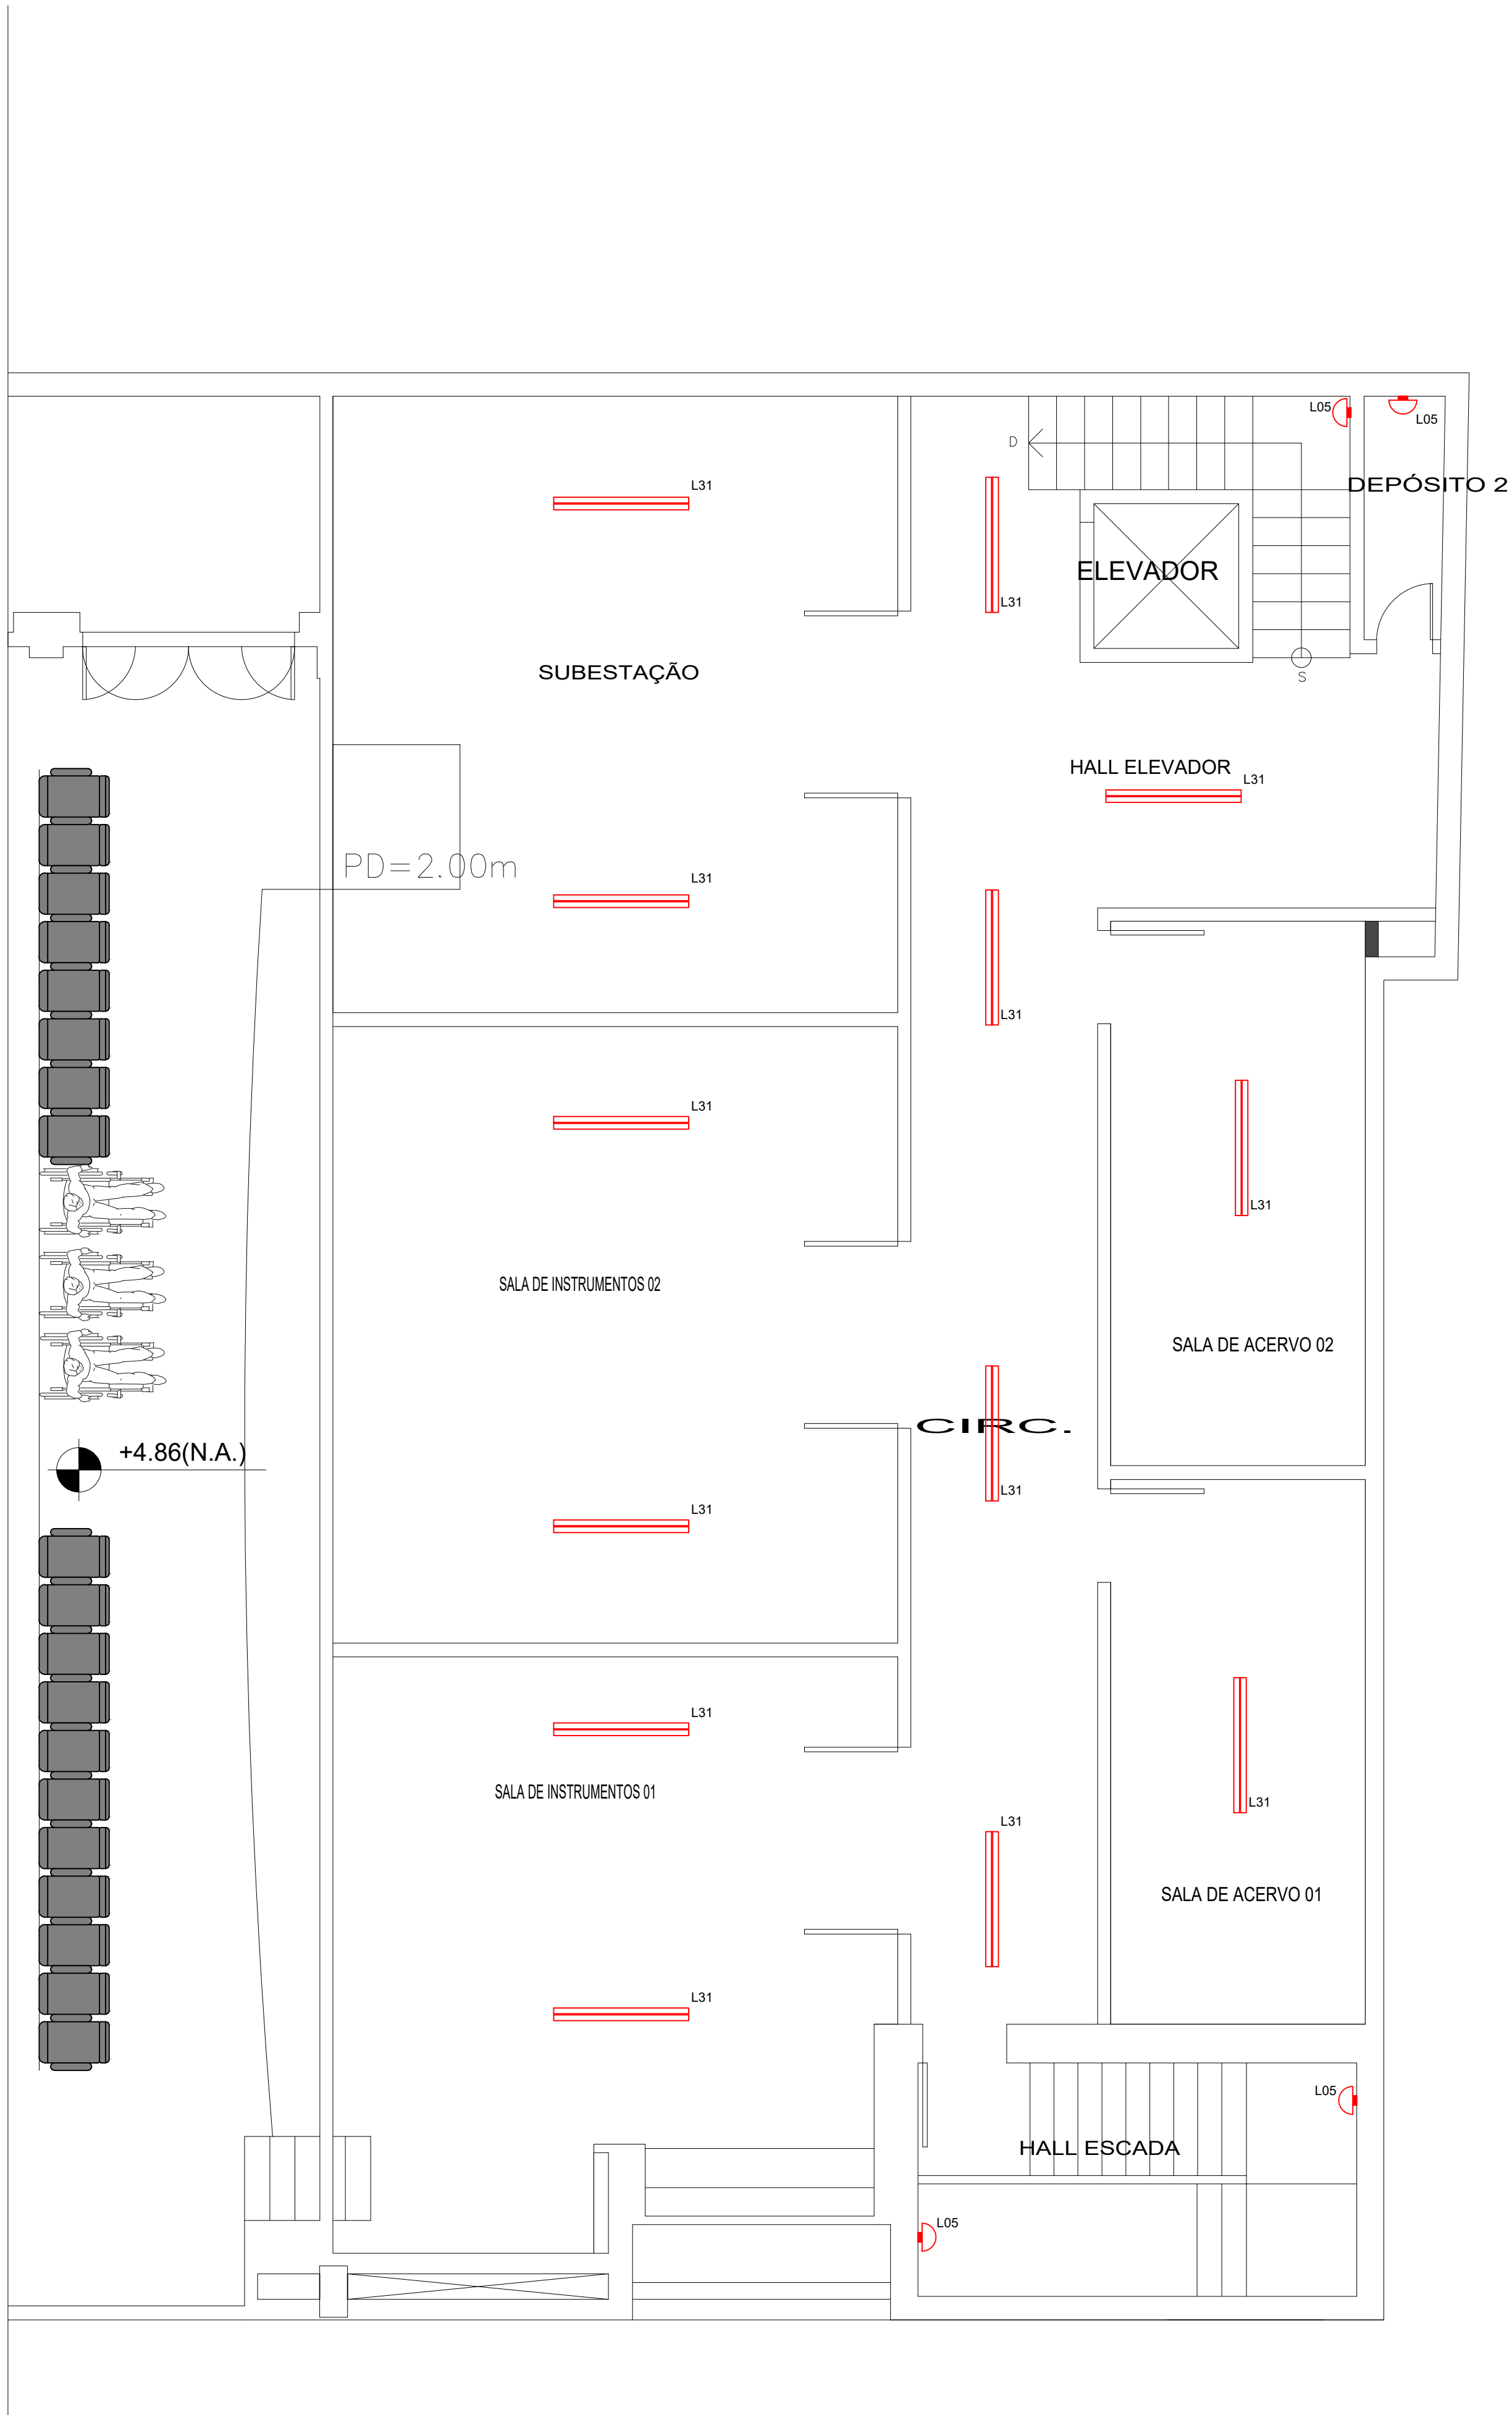 L05
L05
D
DEPÓSITO 2
L31
ELEVADOR
L31
SUBESTAÇÃO
S
HALL ELEVADOR
L31
PD=2.00m
L31
L31
L31
L31
SALA DE INSTRUMENTOS 02
SALA DE ACERVO 02
CIRC.
+4.86(N.A.)
L31
L31
L31
SALA DE INSTRUMENTOS 01
L31
L31
SALA DE ACERVO 01
L31
L05
HALL ESCADA
L05